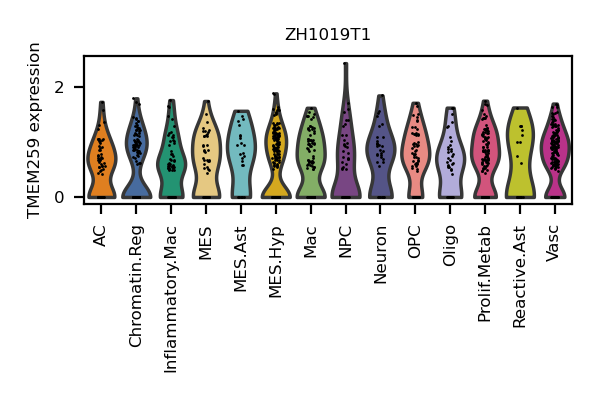 ZH1019T1
TMEM259 expression
2
0
AC
Chromatin.Reg
Inflammatory.Mac
MES
MES.Ast
MES.Hyp
Mac
NPC
Neuron
OPC
Oligo
Prolif.Metab
Reactive.Ast
Vasc